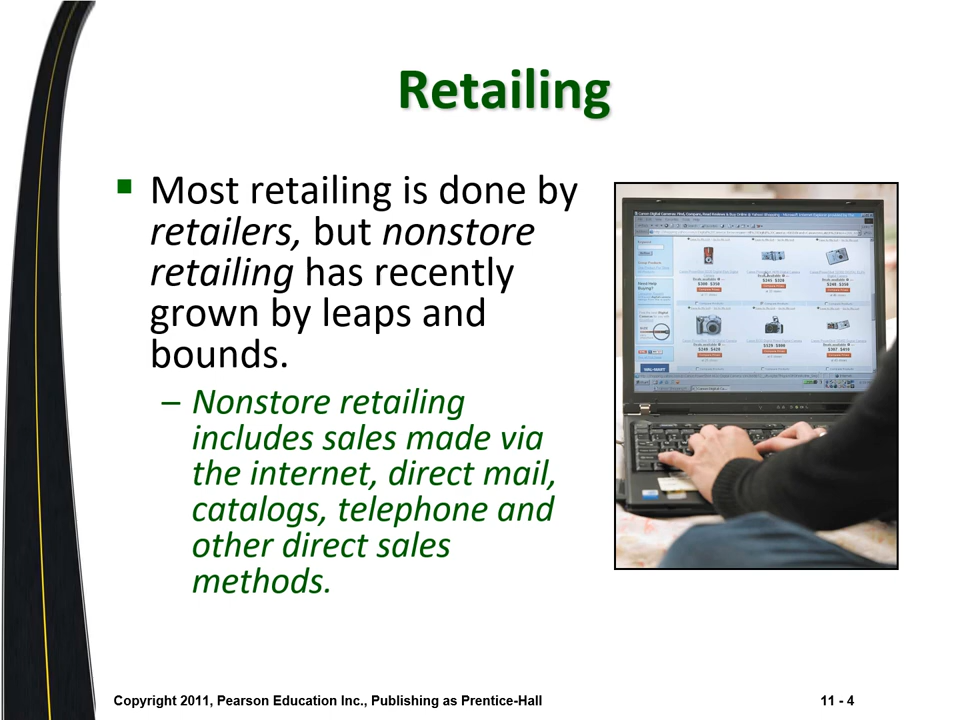 Retailing
▪ Most retailing is done by
retailers, but nonstore
retailing has recently
grown by leaps and
bounds.
– Nonstore retailing
includes sales made via
the internet, direct mail,
catalogs, telephone and
other direct sales
methods.
Copyright 2011, Pearson Education Inc., Publishing as Prentice-Hall 11 - 4